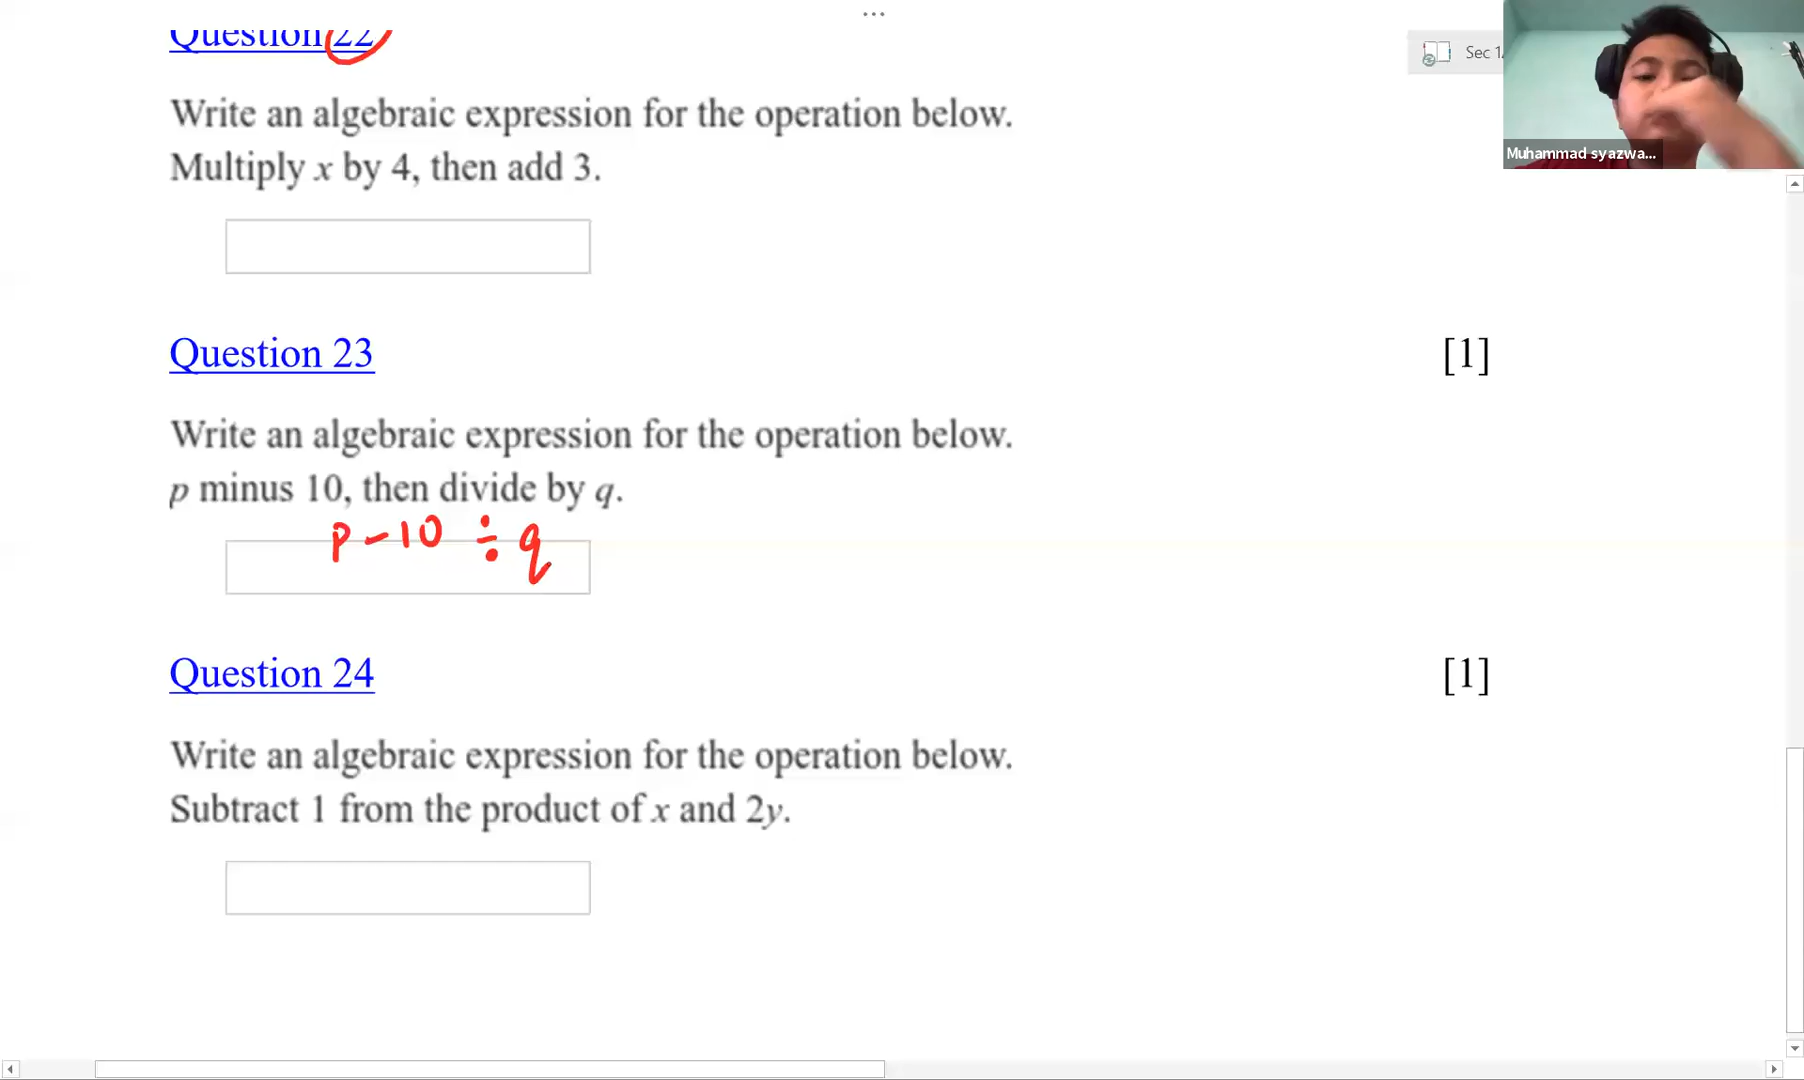 ...
Question 22
Sec 1
Muhammad syazwa...
Write an algebraic expression for the operation below.
Multiply x by 4, then add 3.
Question 23
[1]
Write an algebraic expression for the operation below.
p minus 10, then divide by q.
p - 10 ÷ q
Question 24
[1]
Write an algebraic expression for the operation below.
Subtract 1 from the product of x and 2y.